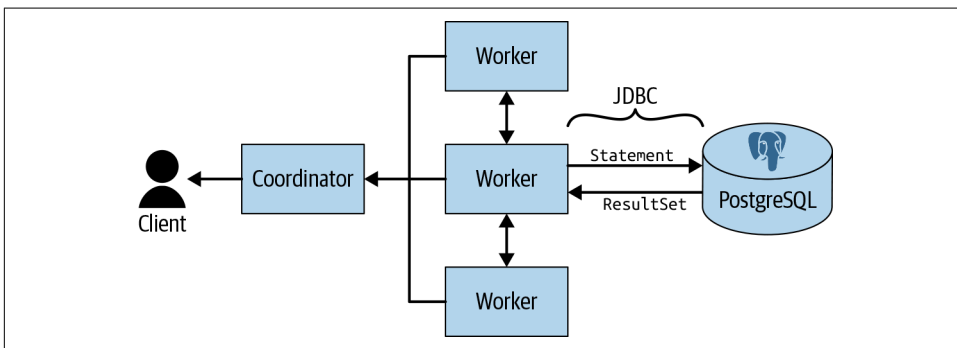 Worker
JDBC
Statement
Coordinator
Worker
PostgreSQL
ResultSet
Client
Worker